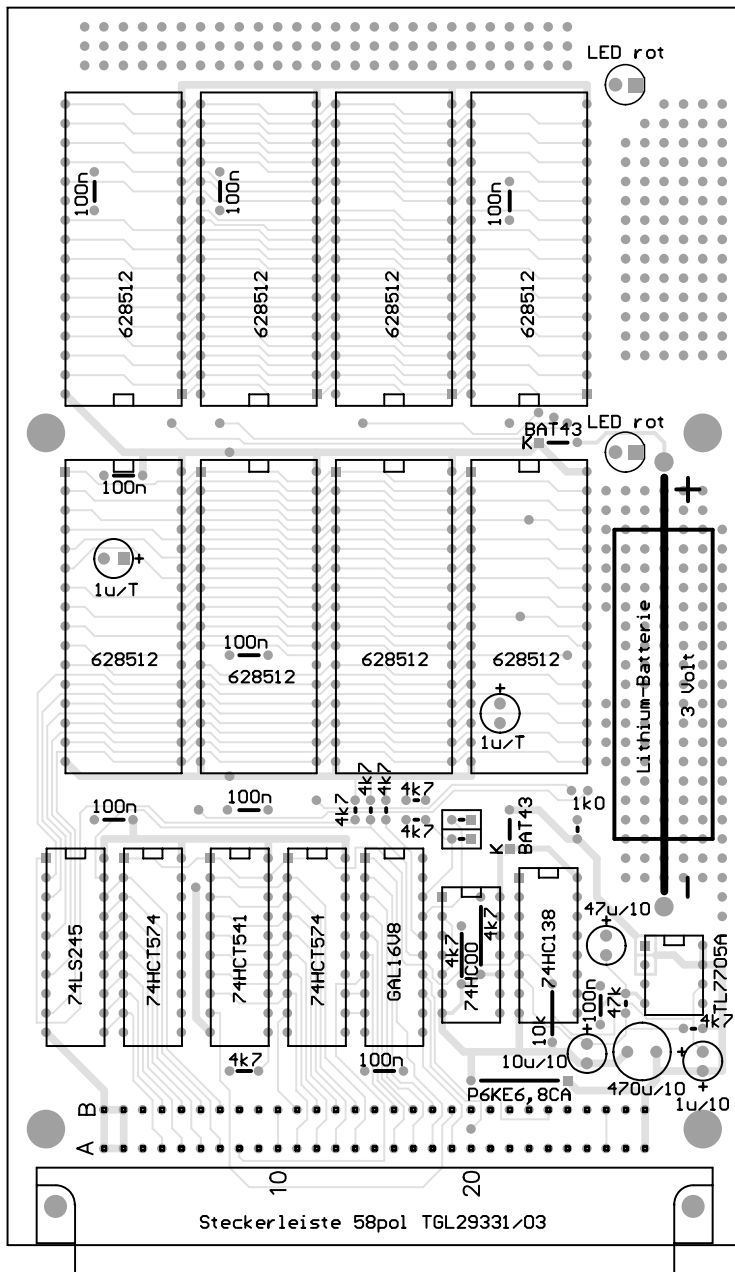 LED rot
100n
100n
100n
628512
628512
628512
628512
BAT43
K
LED rot
100n
+
+
1u/T
Lithium-Batterie
3 Volt
100n
628512
628512
628512
628512
+
1u/T
4k7
4k7
4k7
4k7
4k7
1k0
100n
100n
BAT43
K
-
74LS245
74HCT574
74HCT541
74HCT574
GAL16V8
4k7
74HC00
4k7
74HC138
47u/10
+
TL7705A
100n
47k
10k
4k7
4k7
100n
10u/10
+
470u/10
+
+
1u/10
P6KE6,8CA
B
A
10
20
Steckerleiste 58pol TGL29331/03